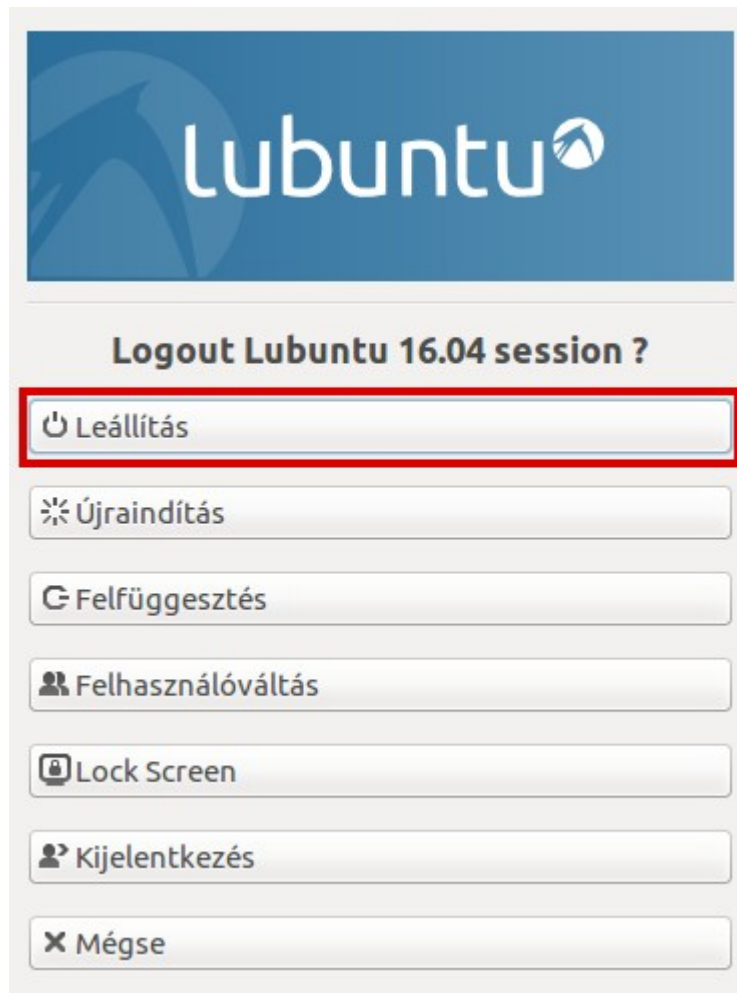 lubuntu
Logout Lubuntu 16.04 session ?
Leállítás
Újraindítás
Felfüggesztés
Felhasználóváltás
Lock Screen
Kijelentkezés
Mégse